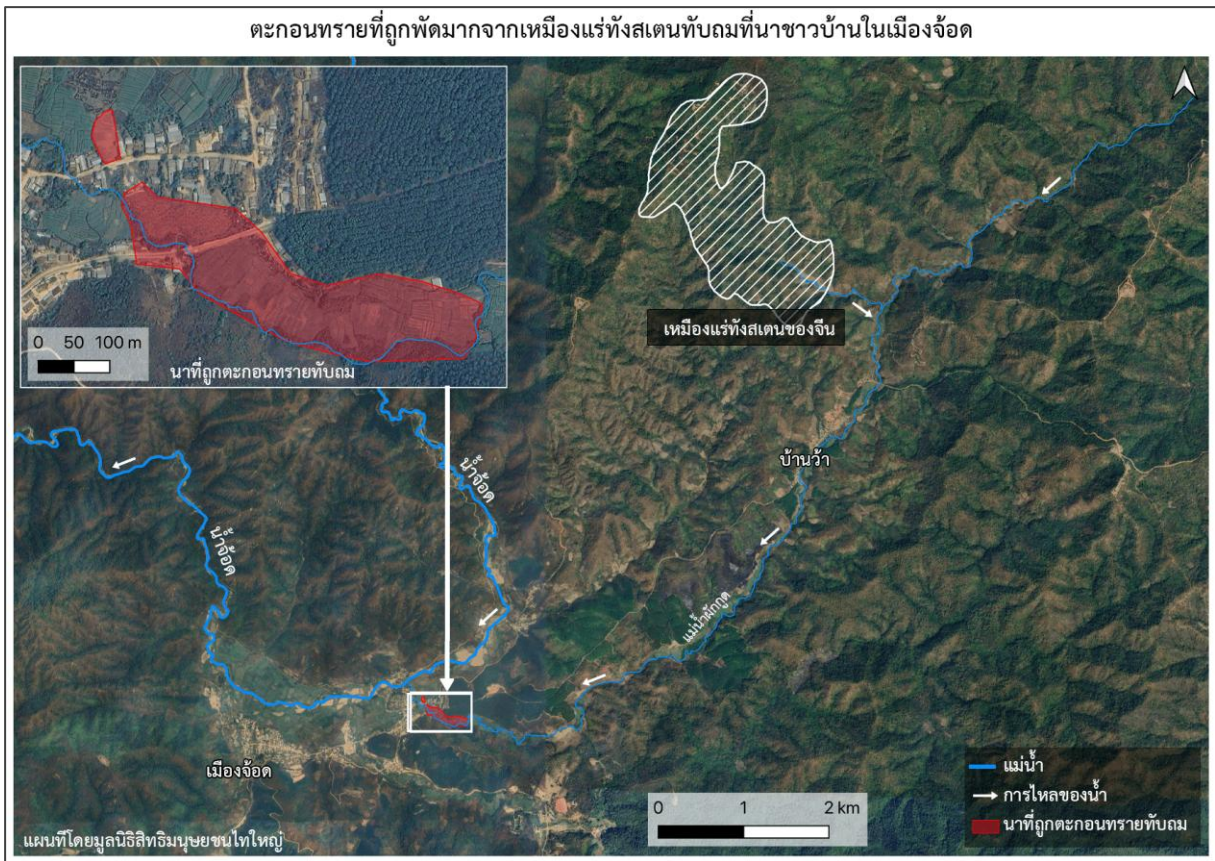 ตะกอนทรายที่ถูกพัดมากจากเหมืองแร่ทังสเตนทับถมที่นาชาวบ้านในเมืองจ้อด
0 50 100 m
นาที่ถูกตะกอนทรายทับถม
เหมืองแร่ทังสเตนของจีน
บ้านว้า
น้ำจ้อด
น้ำจ้อด
แม่น้ำผักกูด
เมืองจ้อด
0 1 2 km
แม่น้ำ
การไหลของน้ำ
นาที่ถูกตะกอนทรายทับถม
แผนที่โดยมูลนิธิสิทธิมนุษยชนไทใหญ่